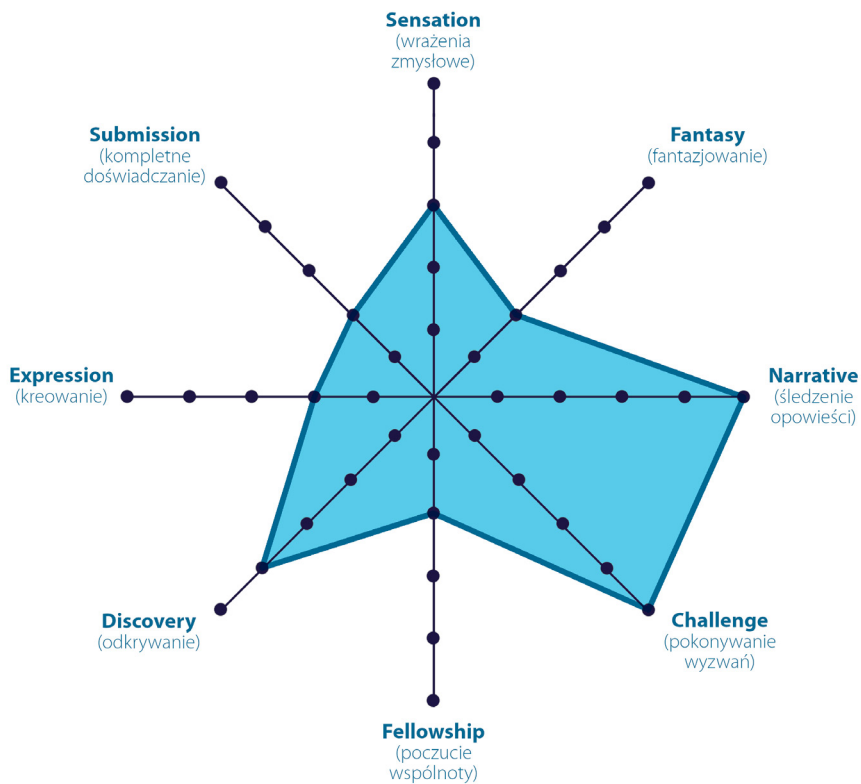 Sensation
(wrażenia
zmysłowe)
Submission
(kompletne
doświadczanie)
Fantasy
(fantazjowanie)
Expression
(kreowanie)
Narrative
(śledzenie
opowieści)
Discovery
(odkrywanie)
Challenge
(pokonywanie
wyzwań)
Fellowship
(poczucie
wspólnoty)